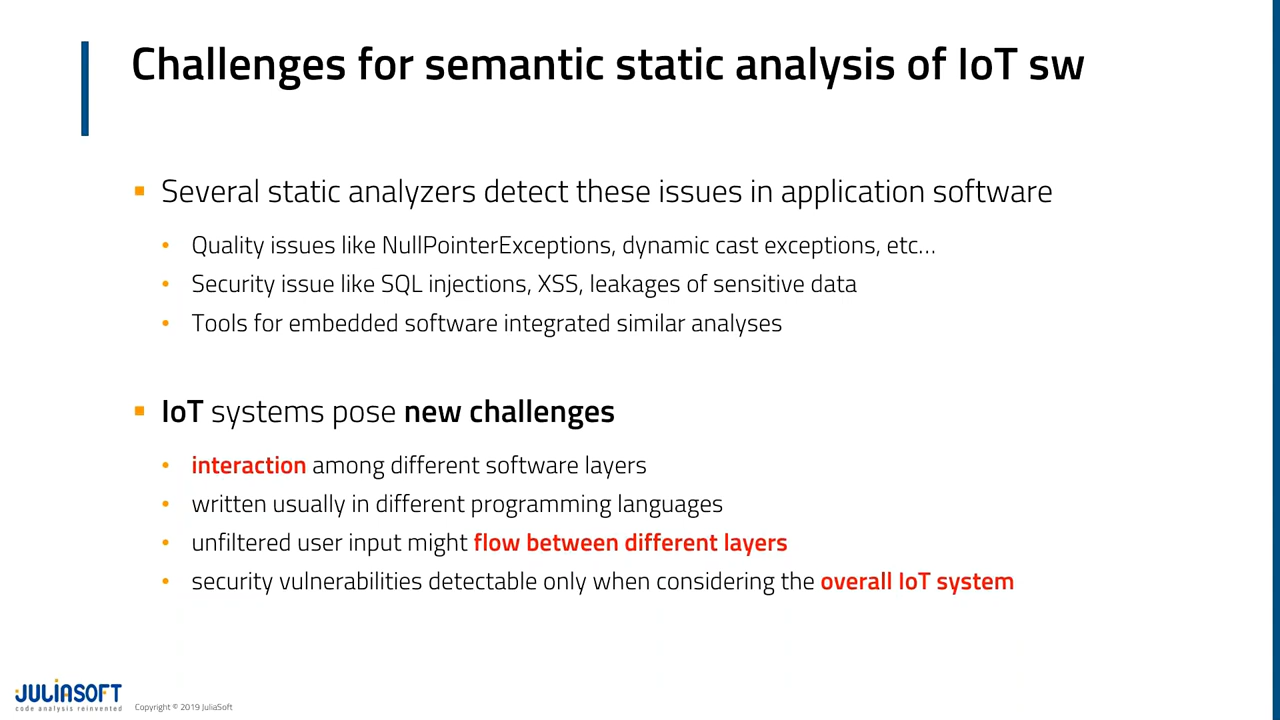 Challenges for semantic static analysis of IoT sw
▪ Several static analyzers detect these issues in application software
• Quality issues like NullPointerExceptions, dynamic cast exceptions, etc...
• Security issue like SQL injections, XSS, leakages of sensitive data
• Tools for embedded software integrated similar analyses
▪ IoT systems pose new challenges
• interaction among different software layers
• written usually in different programming languages
• unfiltered user input might flow between different layers
• security vulnerabilities detectable only when considering the overall IoT system
JULIASOFT
code analysis reinvented
Copyright © 2019 JuliaSoft